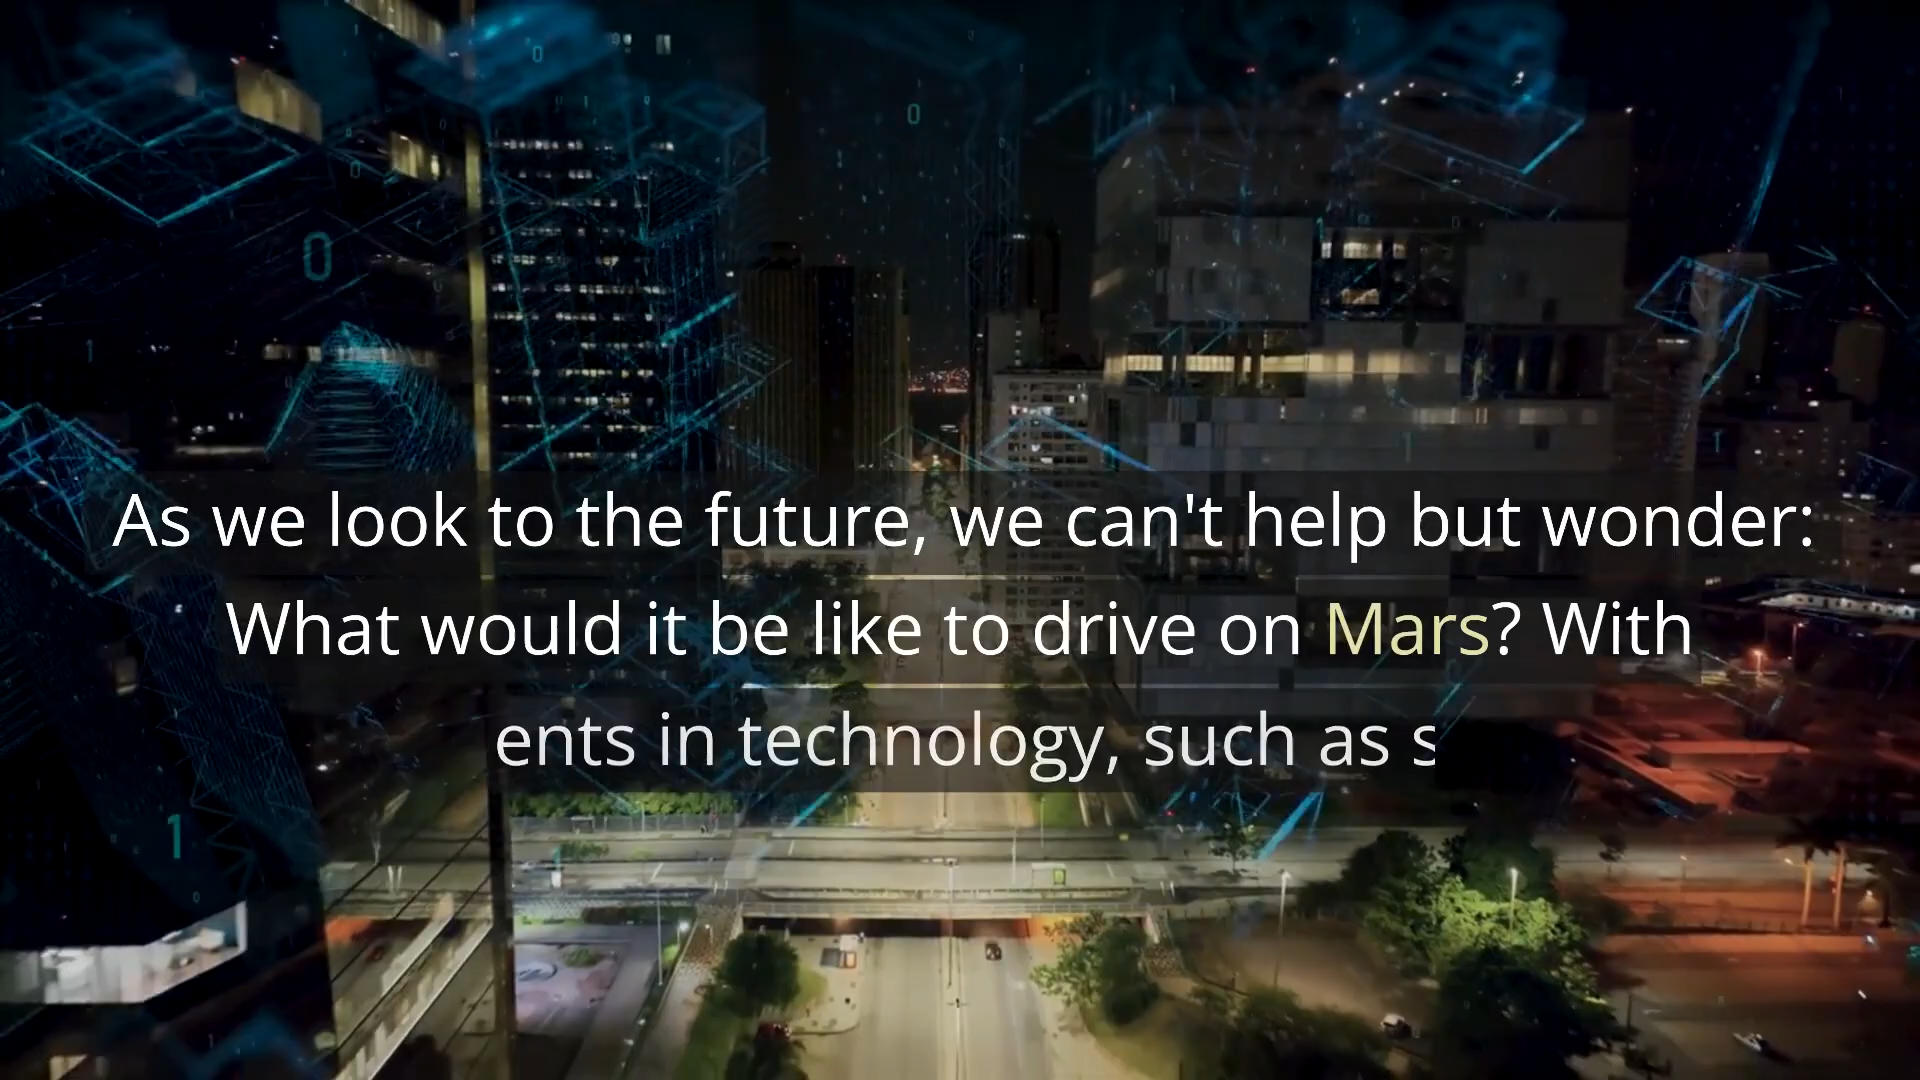 As we look to the future, we can't help but wonder:
What would it be like to drive on Mars? With
ents in technology, such as s